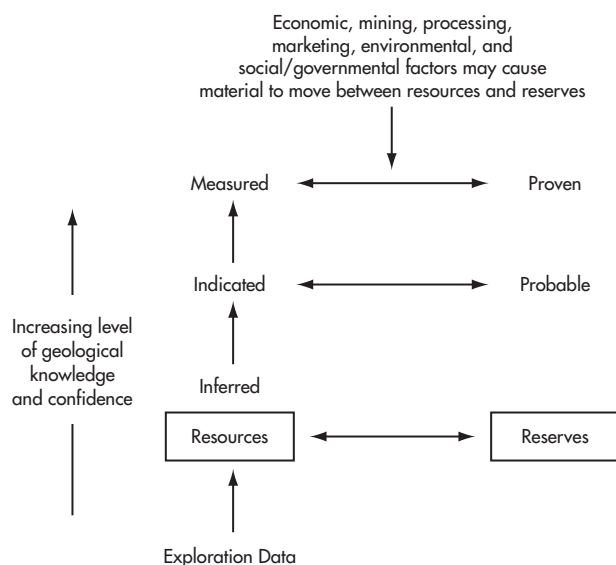 Economic, mining, processing,
marketing, environmental, and
social/governmental factors may cause
material to move between resources and reserves
Measured
Proven
Indicated
Probable
Increasing level
of geological
knowledge
and confidence
Inferred
Resources
Reserves
Exploration Data